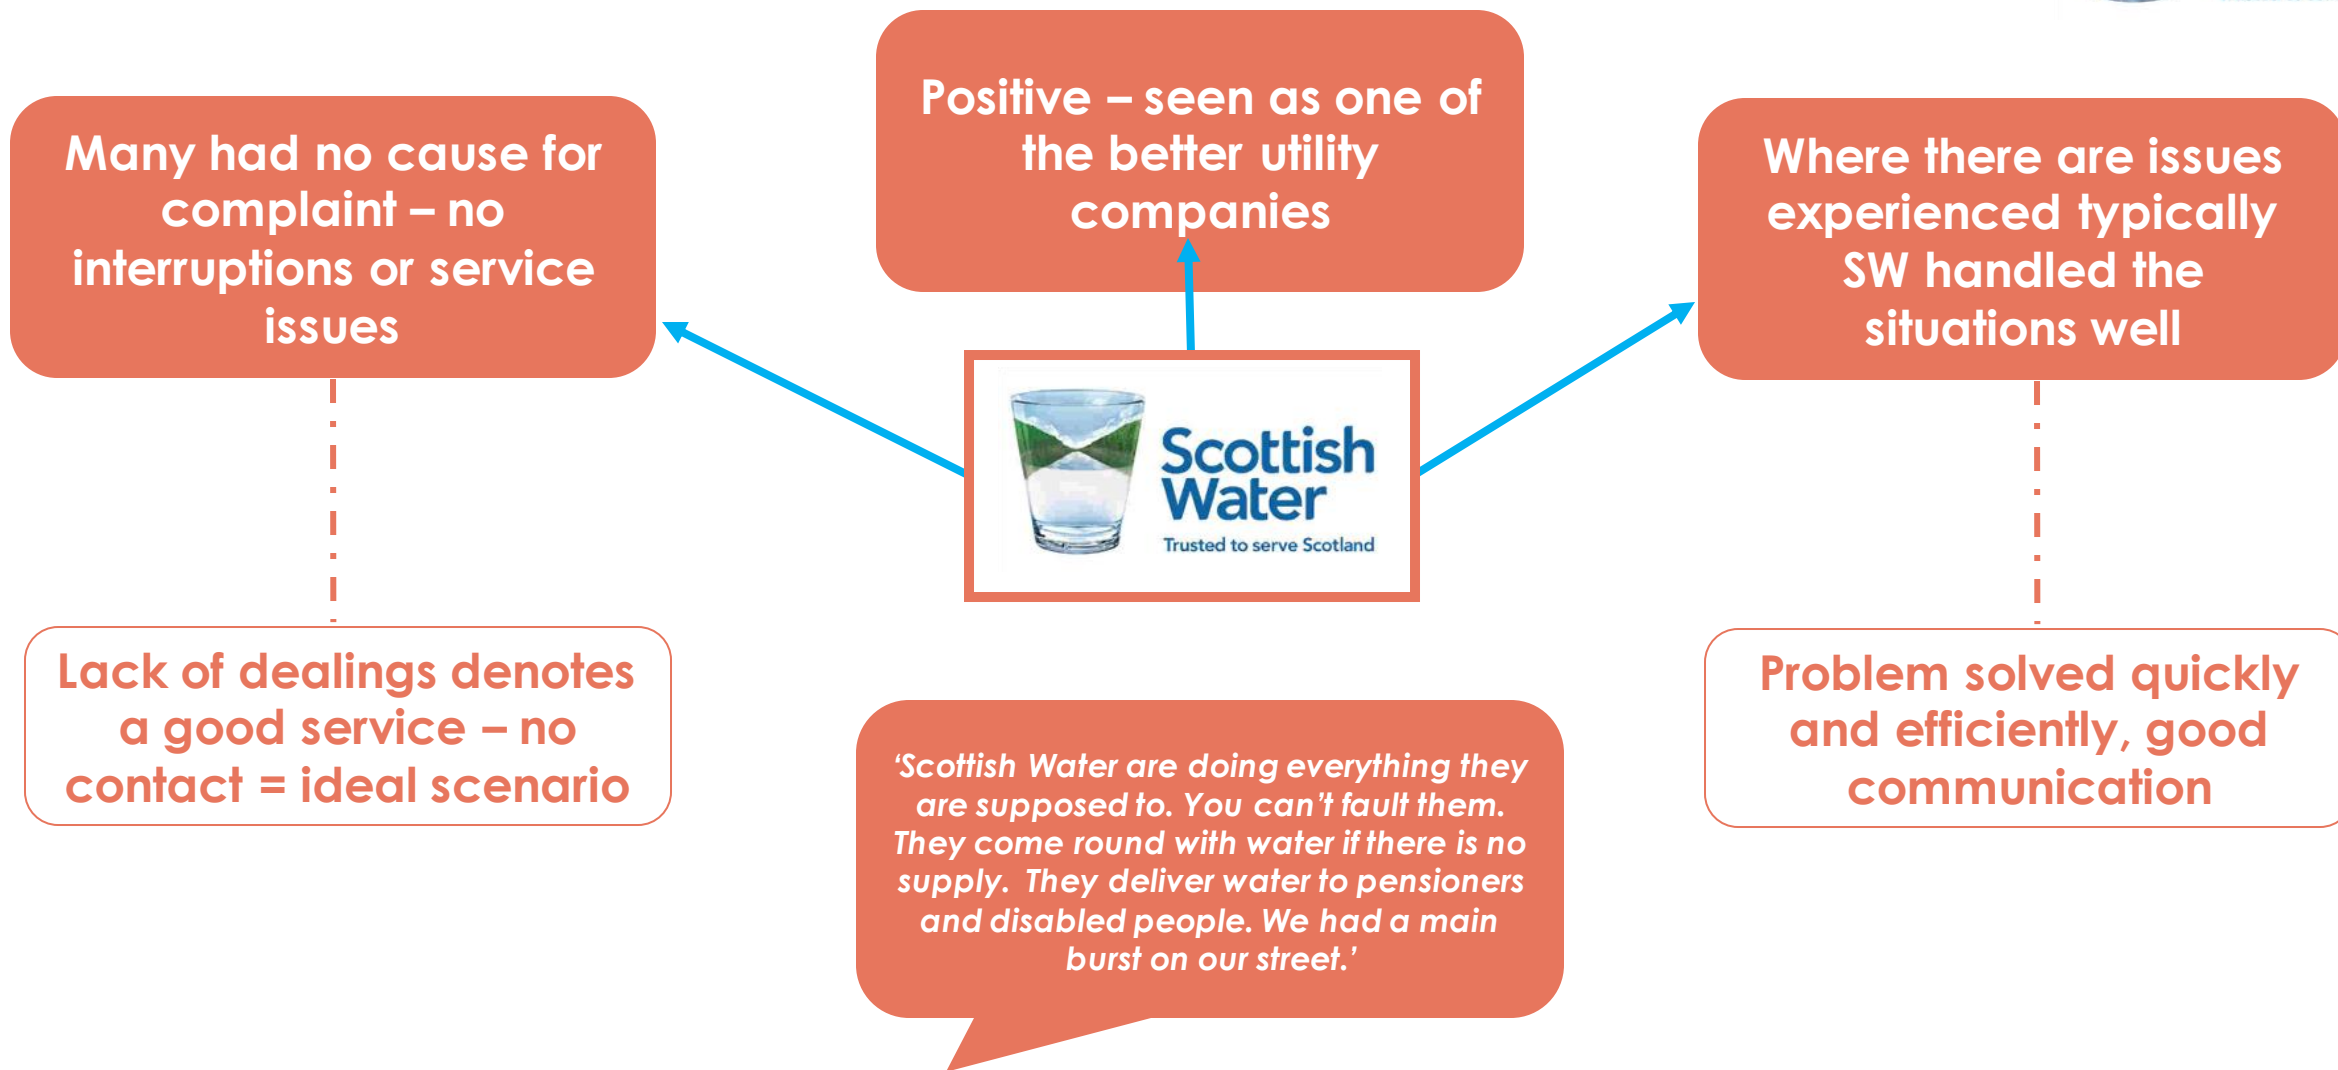 Positive – seen as one of
the better utility
companies
Many had no cause for
complaint – no
interruptions or service
issues
Where there are issues
experienced typically
SW handled the
situations well
Scottish
Water
Trusted to serve Scotland
Lack of dealings denotes
a good service – no
contact = ideal scenario
Problem solved quickly
and efficiently, good
communication
‘Scottish Water are doing everything they
are supposed to. You can’t fault them.
They come round with water if there is no
supply.  They deliver water to pensioners
and disabled people. We had a main
burst on our street.’